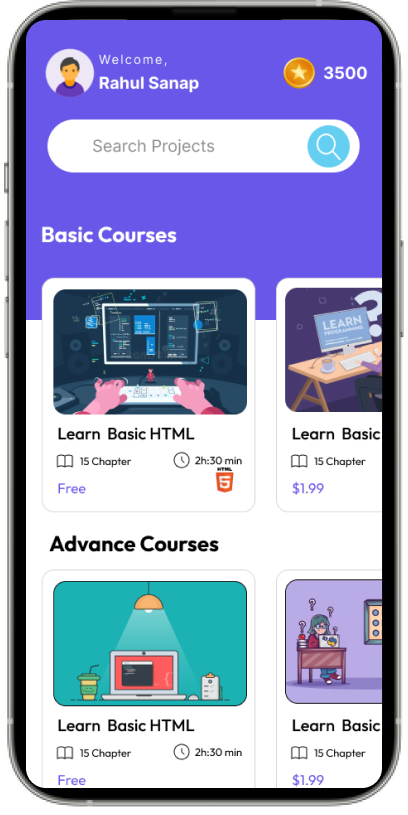 Welcome,
Rahul Sanap
3500
Search Projects
Basic Courses
LEARN
PROGRAMMING
Learn Basic HTML
15 Chapter
2h:30 min
HTML
5
Free
Learn Basic
15 Chapter
$1.99
Advance Courses
Learn Basic HTML
15 Chapter
2h:30 min
Free
Learn Basic
15 Chapter
$1.99